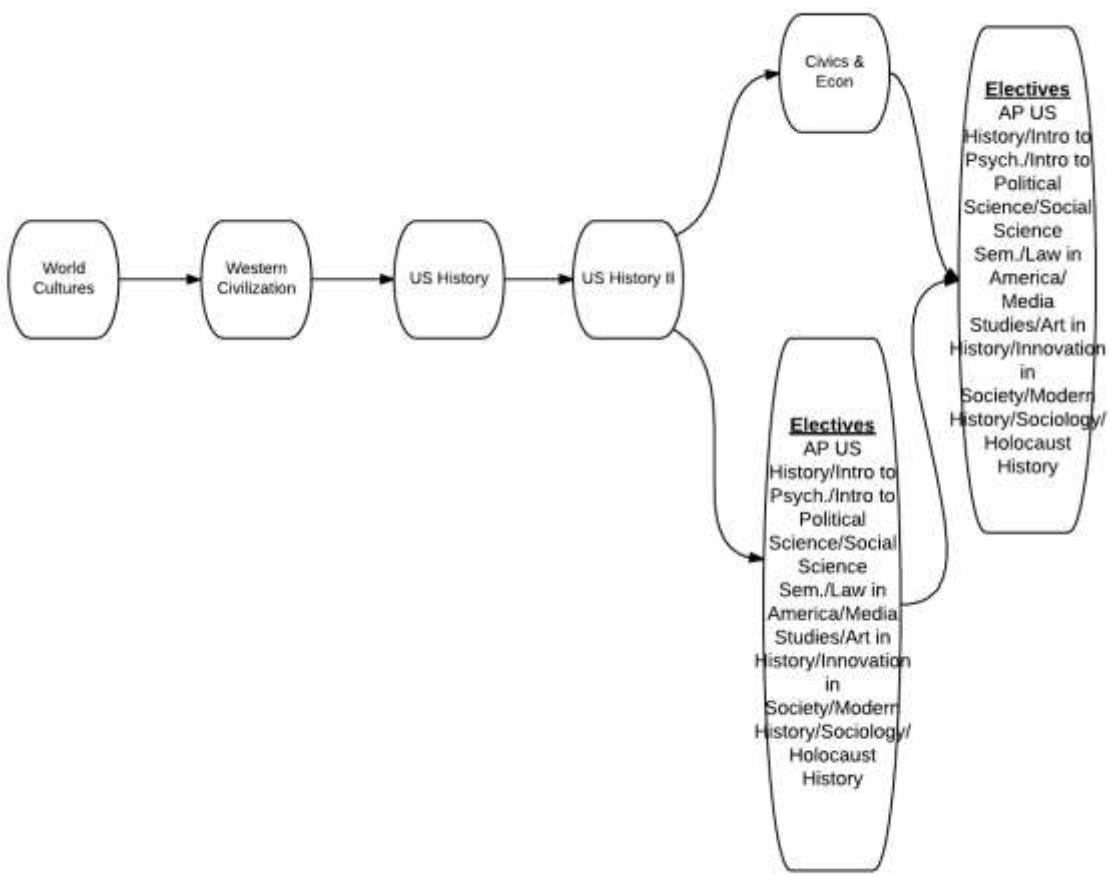 World
Cultures
Western
Civilization
US History
US History II
Civics &
Econ
Electives
AP US
History/Intro to
Psych./Intro to
Political
Science/Social
Science
Sem./Law in
America/Media
Studies/Art in
History/Innovation
in
Society/Modern
History/Sociology/
Holocaust
History
Electives
AP US
History/Intro to
Psych./Intro to
Political
Science/Social
Science
Sem./Law in
America/
Media
Studies/Art in
History/Innovation
in
Society/Modern
History/Sociology/
Holocaust
History